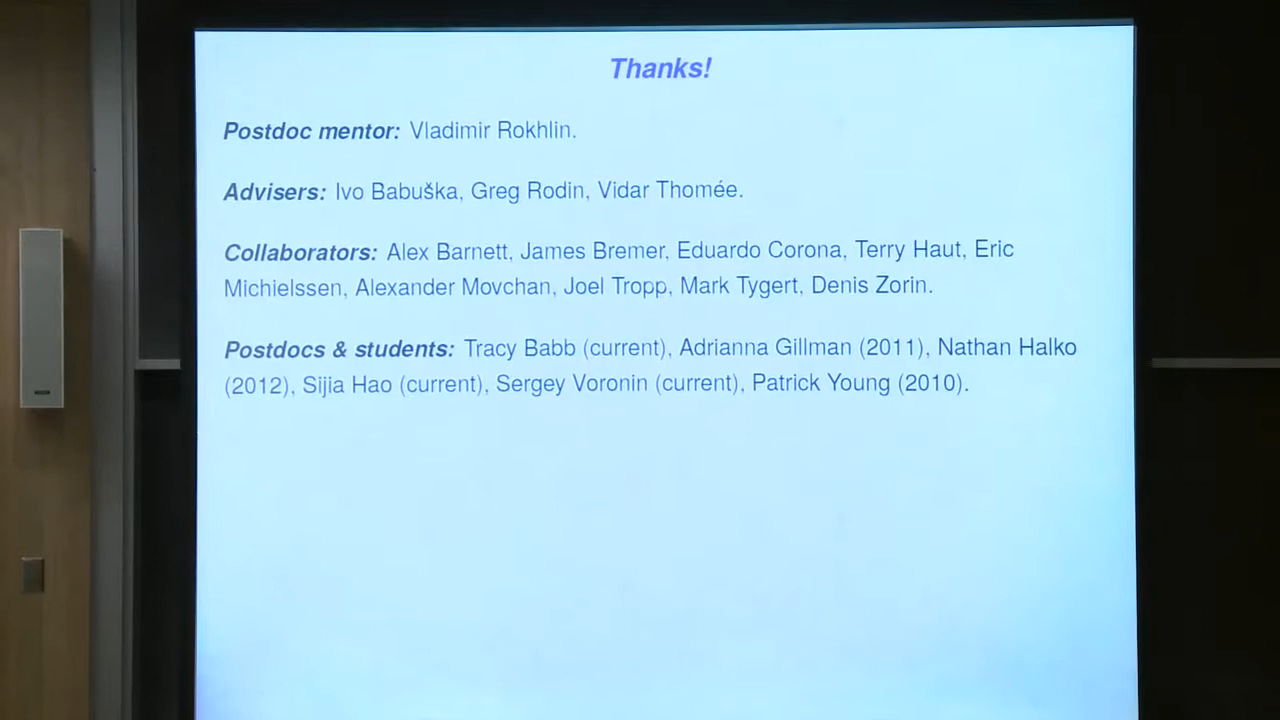 Thanks!
Postdoc mentor: Vladimir Rokhlin.
Advisers: Ivo Babuška, Greg Rodin, Vidar Thomée.
Collaborators: Alex Barnett, James Bremer, Eduardo Corona, Terry Haut, Eric
Michielssen, Alexander Movchan, Joel Tropp, Mark Tygert, Denis Zorin.
Postdocs & students: Tracy Babb (current), Adrianna Gillman (2011), Nathan Halko
(2012), Sijia Hao (current), Sergey Voronin (current), Patrick Young (2010).